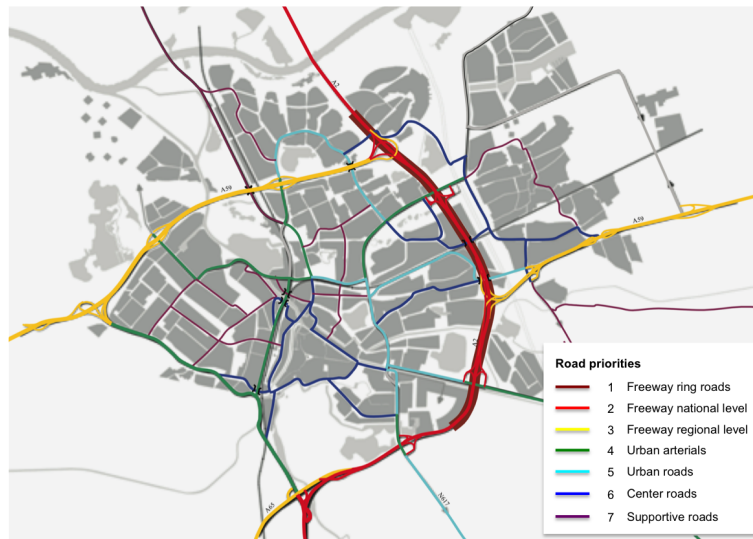 A2
A59
A59
A2
A65
N617
Road priorities
1 Freeway ring roads
2 Freeway national level
3 Freeway regional level
4 Urban arterials
5 Urban roads
6 Center roads
7 Supportive roads